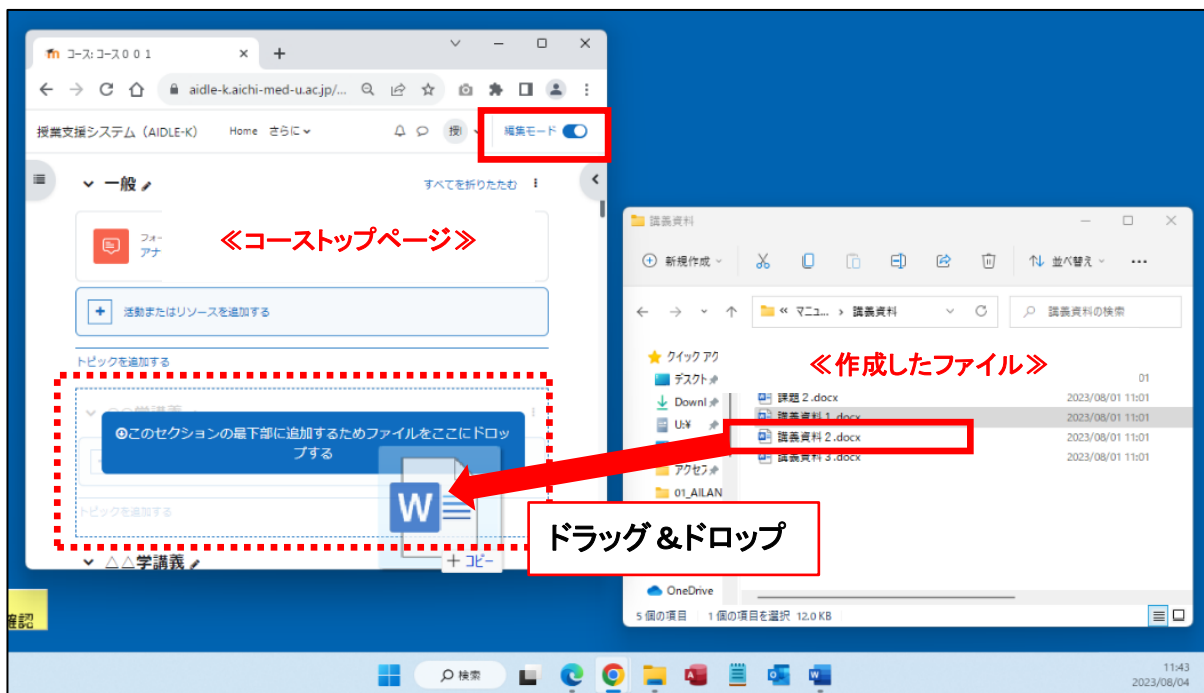 コース: コース001
aidle-k.aichi-med-u.ac.jp/...
授業支援システム（AIDLE-K） Home さらに 授 編集モード
一般 すべてを折りたたむ
フォー
アナ
≪コーストップページ≫
活動またはリソースを追加する
トピックを追加する
○○学講義
このセクションの最下部に追加するためファイルをここにドロッ
プする
トピックを追加する
W
＋ コピー
△△学講義
確認
講義資料
新規作成 並べ替え ...
« マニュ... › 講義資料 講義資料の検索
≪作成したファイル≫
クイック アク
デスクト
Downl
U:¥
アクセス
01_AILAN
OneDrive
01
課題２.docx 2023/08/01 11:01
講義資料１.docx 2023/08/01 11:01
講義資料２.docx 2023/08/01 11:01
講義資料３.docx 2023/08/01 11:01
ドラッグ＆ドロップ
5 個の項目 1 個の項目を選択 12.0 KB
検索
11:43
2023/08/04